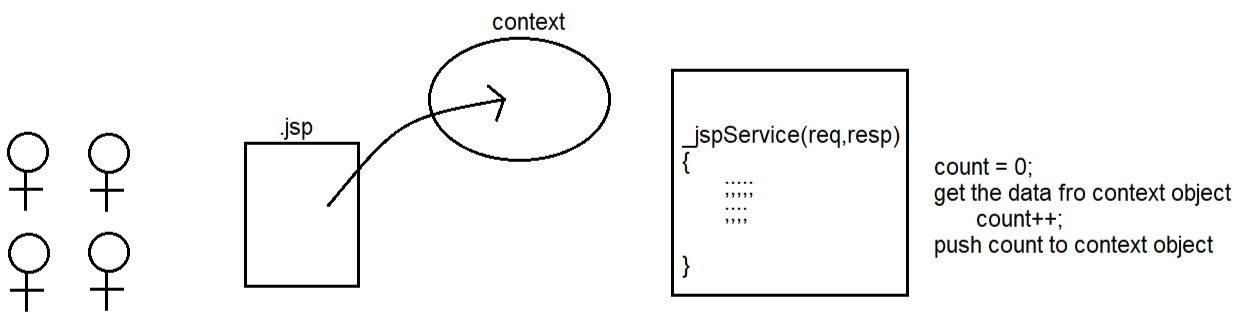 context
.jsp
_jspService(req,resp)
{
;;;;;
;;;;
}
count = 0;
get the data fro context object
count++;
push count to context object